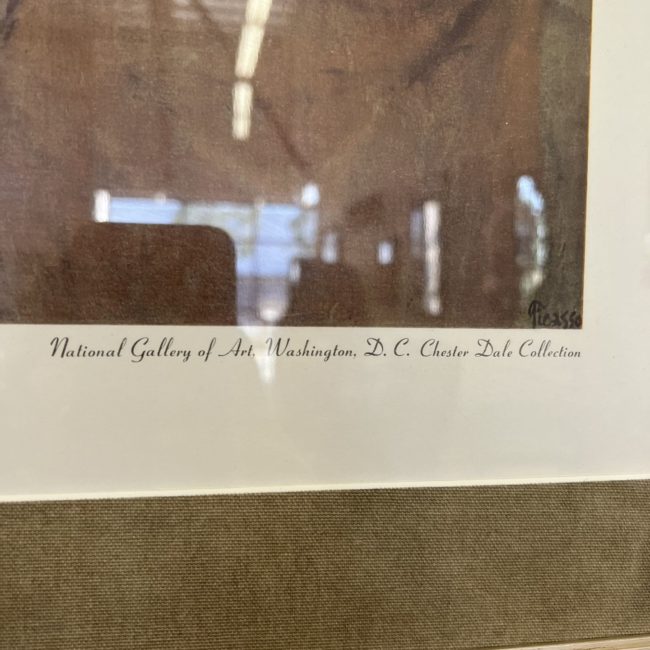 Picasso
National Gallery of Art, Washington, D. C. Chester Dale Collection